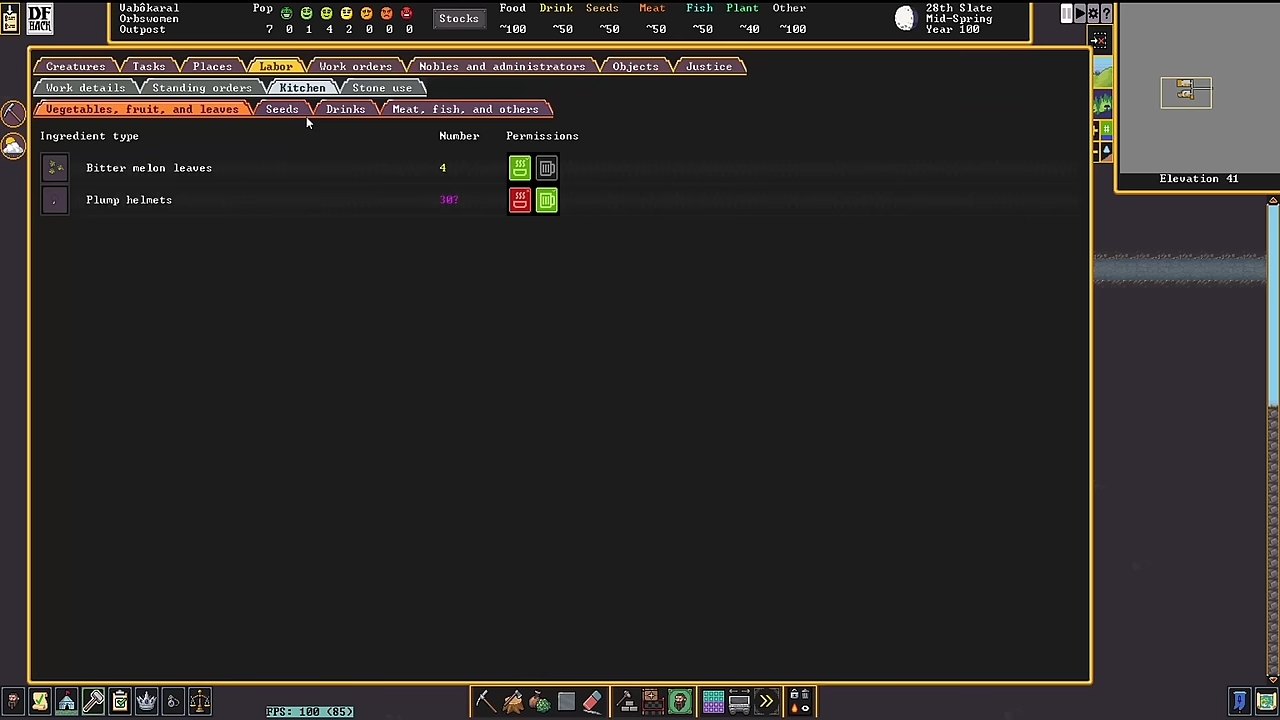 Vabôkaral
Orbswomen
Outpost
DF
HACK
Pop
7 0 1 4 2 0 0 0
Stocks
Food Drink Seeds Meat Fish Plant Other
~100 ~50 ~50 ~50 ~50 ~40 ~100
28th Slate
Mid-Spring
Year 100
Creatures Tasks Places Labor Work orders Nobles and administrators Objects Justice
Work details Standing orders Kitchen Stone use
Vegetables, fruit, and leaves Seeds Drinks Meat, fish, and others
Ingredient type Number Permissions
Bitter melon leaves 4
Plump helmets 30?
Elevation 41
FPS: 100 (85)